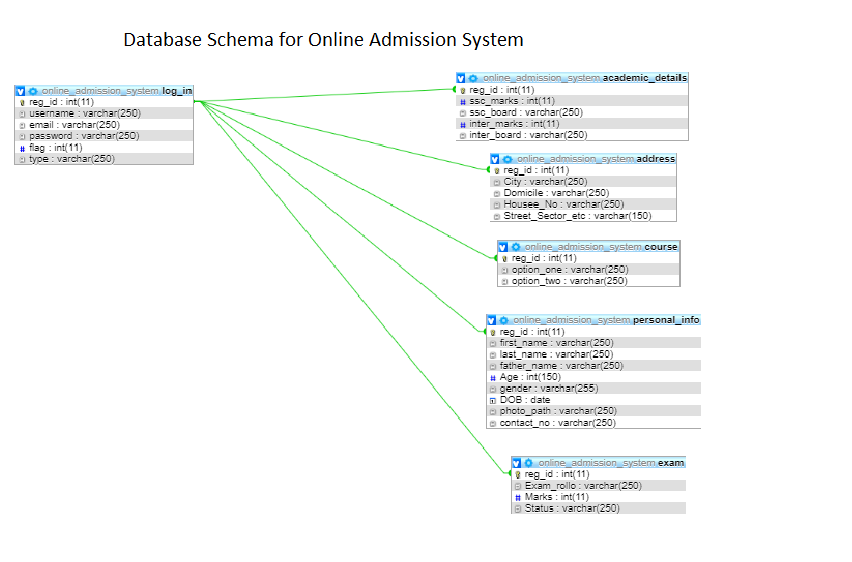 Database Schema for Online Admission System
online_admission_system log_in
reg_id : int(11)
username : varchar(250)
email : varchar(250)
password : varchar(250)
flag : int(11)
type : varchar(250)
online_admission_system academic_details
reg_id : int(11)
ssc_marks : int(11)
ssc_board : varchar(250)
inter_marks : int(11)
inter_board : varchar(250)
online_admission_system address
reg_id : int(11)
City : varchar(250)
Domicile : varchar(250)
Housee_No : varchar(250)
Street_Sector_etc : varchar(150)
online_admission_system course
reg_id : int(11)
option_one : varchar(250)
option_two : varchar(250)
online_admission_system personal_info
reg_id : int(11)
first_name : varchar(250)
last_name : varchar(250)
father_name : varchar(250)
Age : int(150)
gender : varchar(255)
DOB : date
photo_path : varchar(250)
contact_no : varchar(250)
online_admission_system exam
reg_id : int(11)
Exam_rollo : varchar(250)
Marks : int(11)
Status : varchar(250)